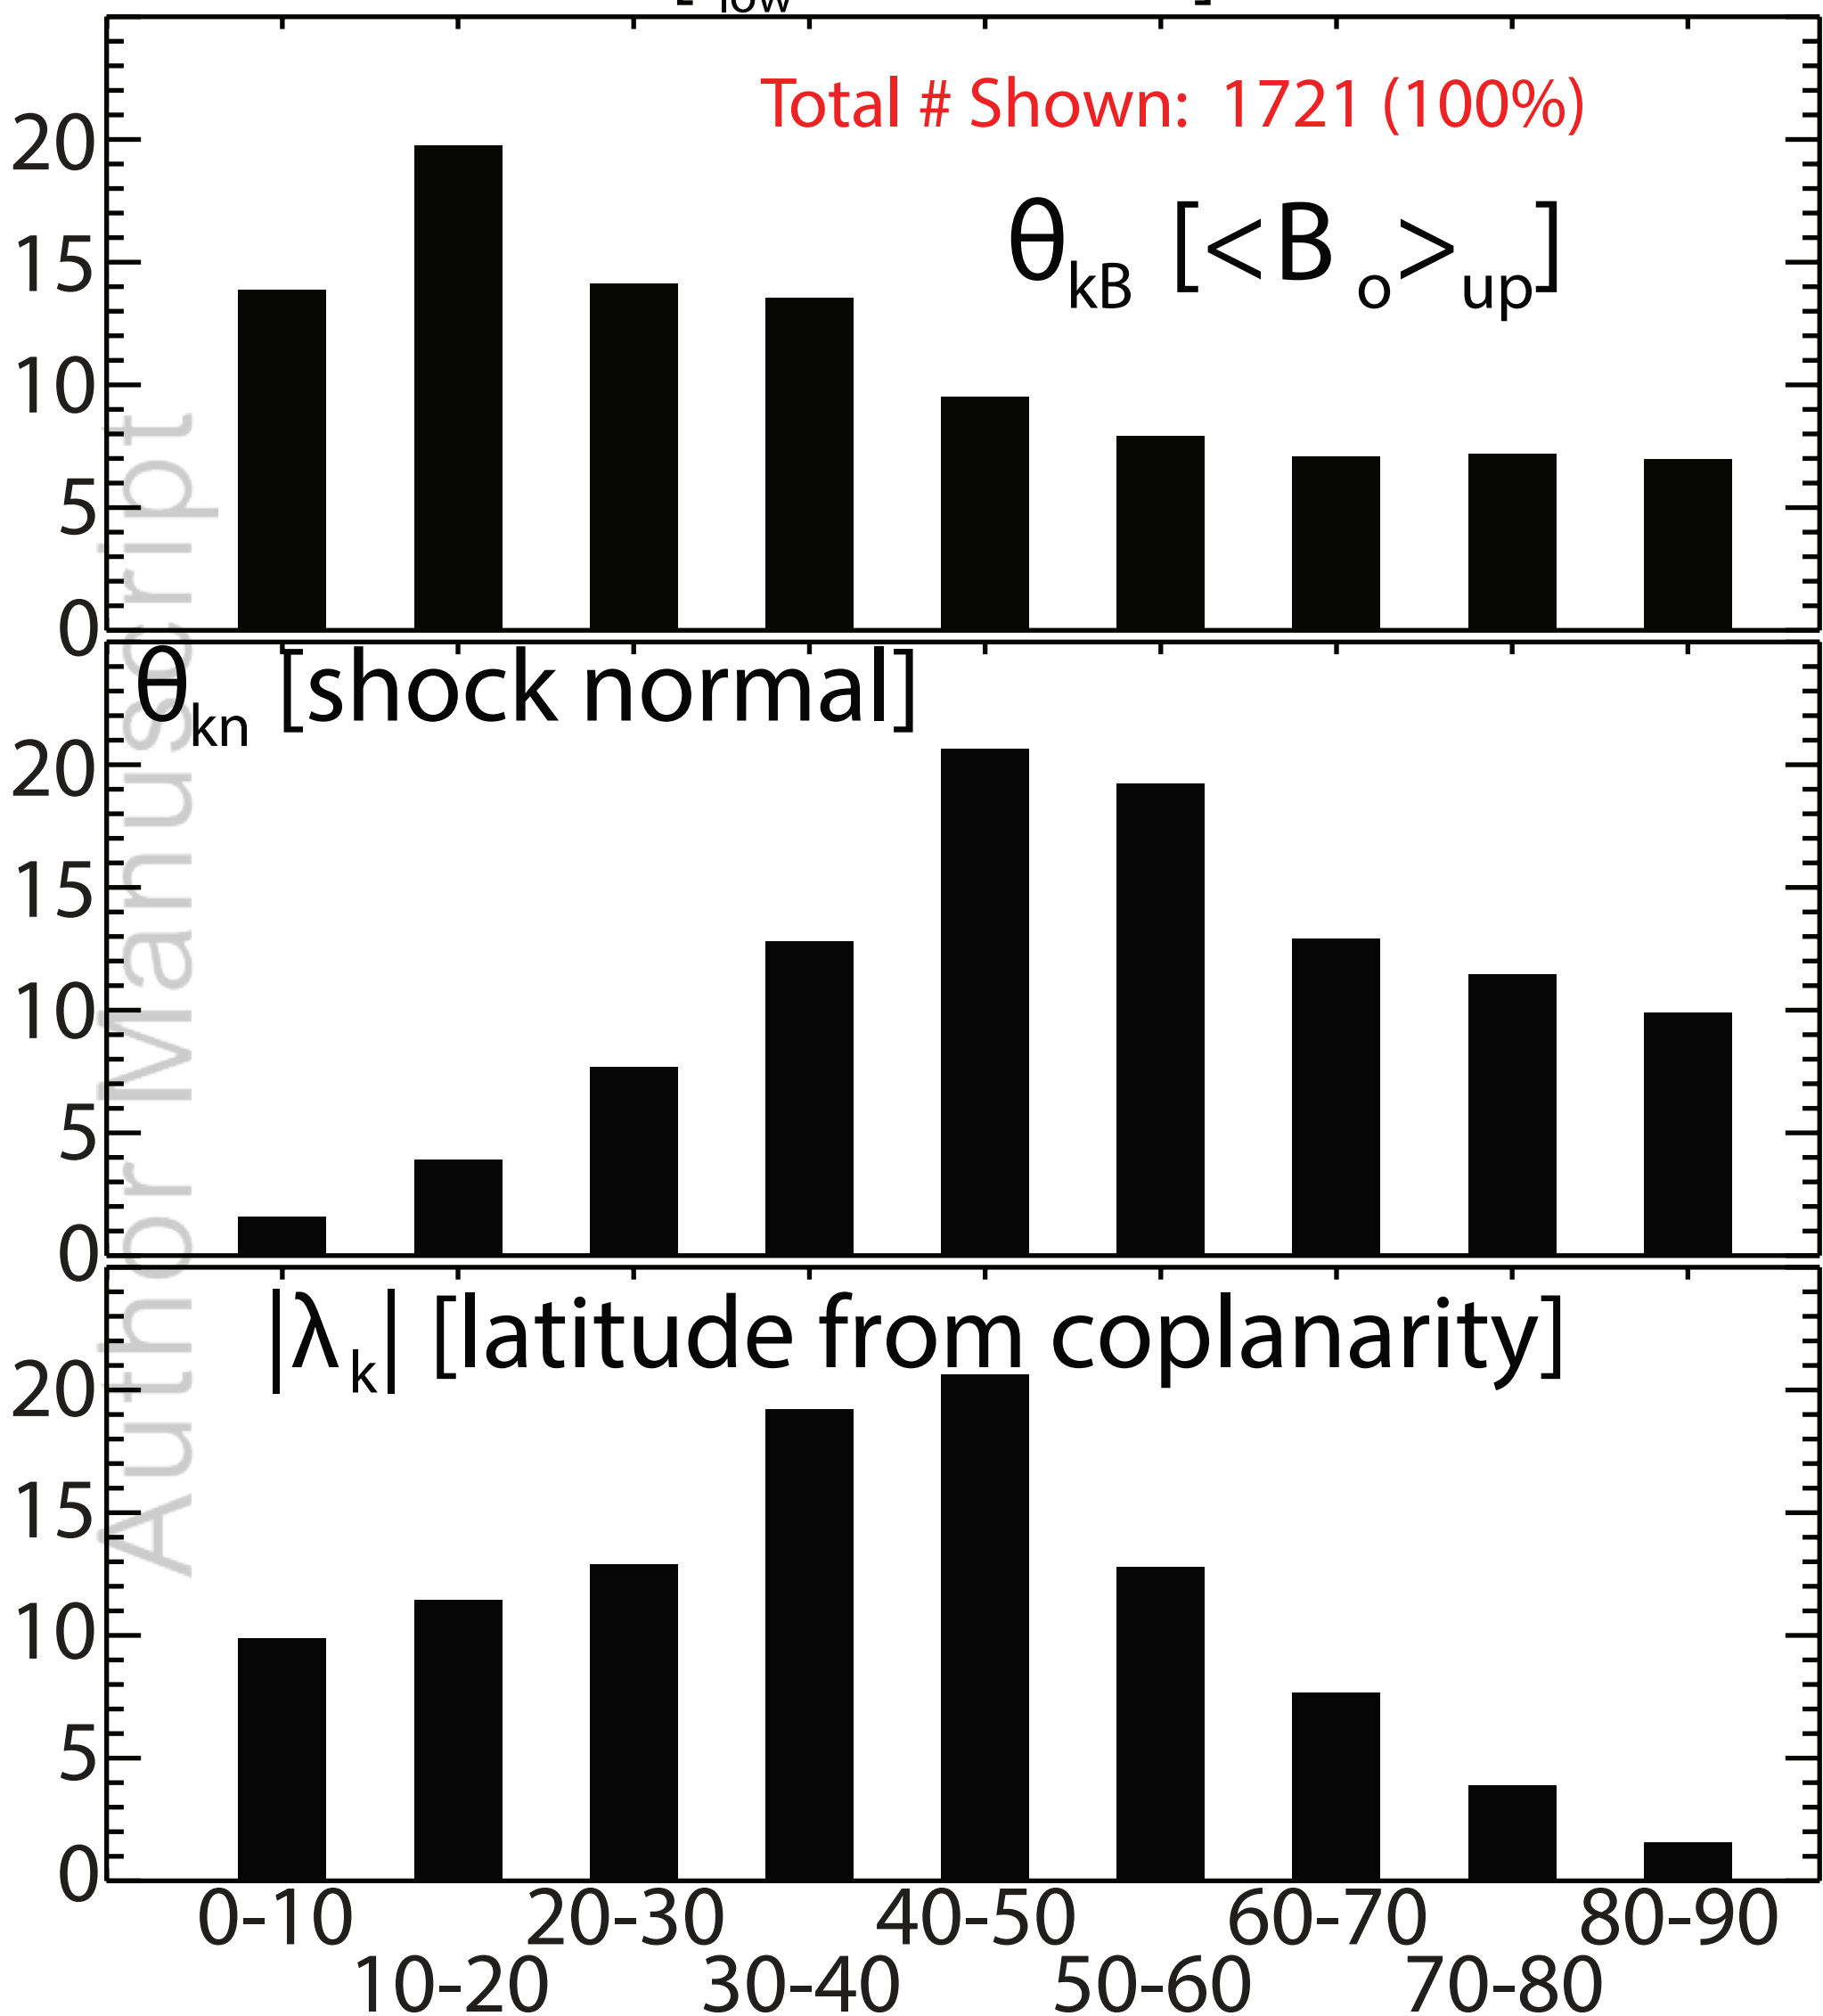 low
Total # Shown: 1721 (100%)
θkB [<Bo>up]
20
15
10
5
0
θkn [shock normal]
20
15
10
5
0
|λk| [latitude from coplanarity]
20
15
10
5
0
0-10 20-30 40-50 60-70 80-90
10-20 30-40 50-60 70-80
Author Manuscript